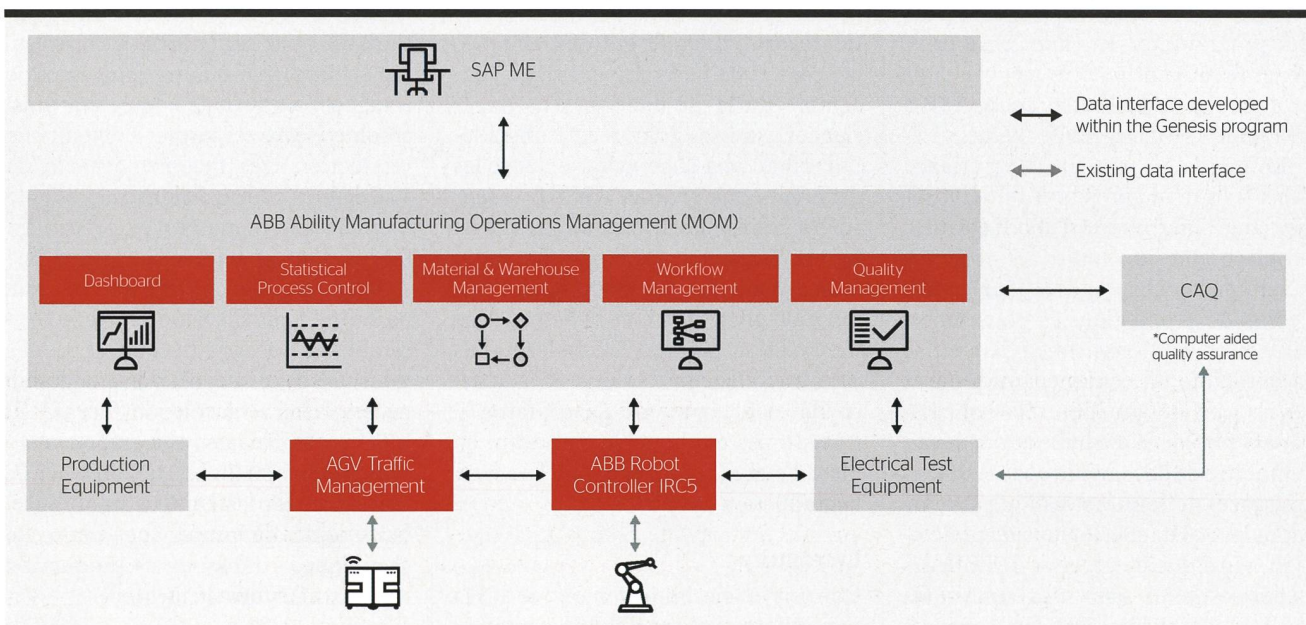 SAP ME
Data interface developed
within the Genesis program
Existing data interface
ABB Ability Manufacturing Operations Management (MOM)
Dashboard
Statistical
Process Control
Material & Warehouse
Management
Workflow
Management
Quality
Management
CAQ
*Computer aided
quality assurance
Production
Equipment
AGV Traffic
Management
ABB Robot
Controller IRC5
Electrical Test
Equipment